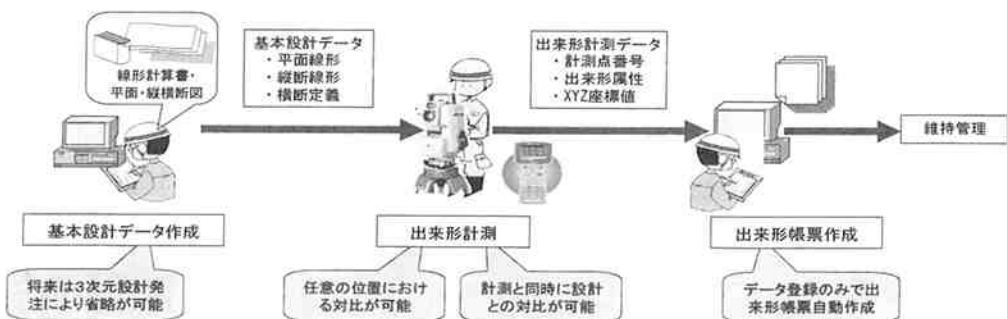 線形計算書・
平面・縦横断図
基本設計データ
・平面線形
・縦断線形
・横断定義
出来形計測データ
・計測点番号
・出来形属性
・XYZ座標値
維持管理
基本設計データ作成
出来形計測
出来形帳票作成
将来は3次元設計発
注により省略が可能
任意の位置におけ
る対比が可能
計測と同時に設計
との対比が可能
データ登録のみで出
来形帳票自動作成